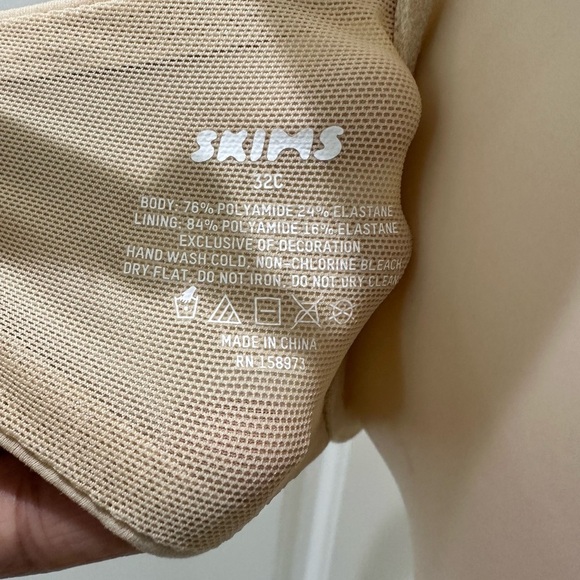 SKIMS
32C
BODY: 76% POLYAMIDE 24% ELASTANE
LINING: 84% POLYAMIDE 16% ELASTANE
EXCLUSIVE OF DECORATION
HAND WASH COLD, NON-CHLORINE BLEACH
DRY FLAT, DO NOT IRON, DO NOT DRY CLEAN
MADE IN CHINA
RN 158973